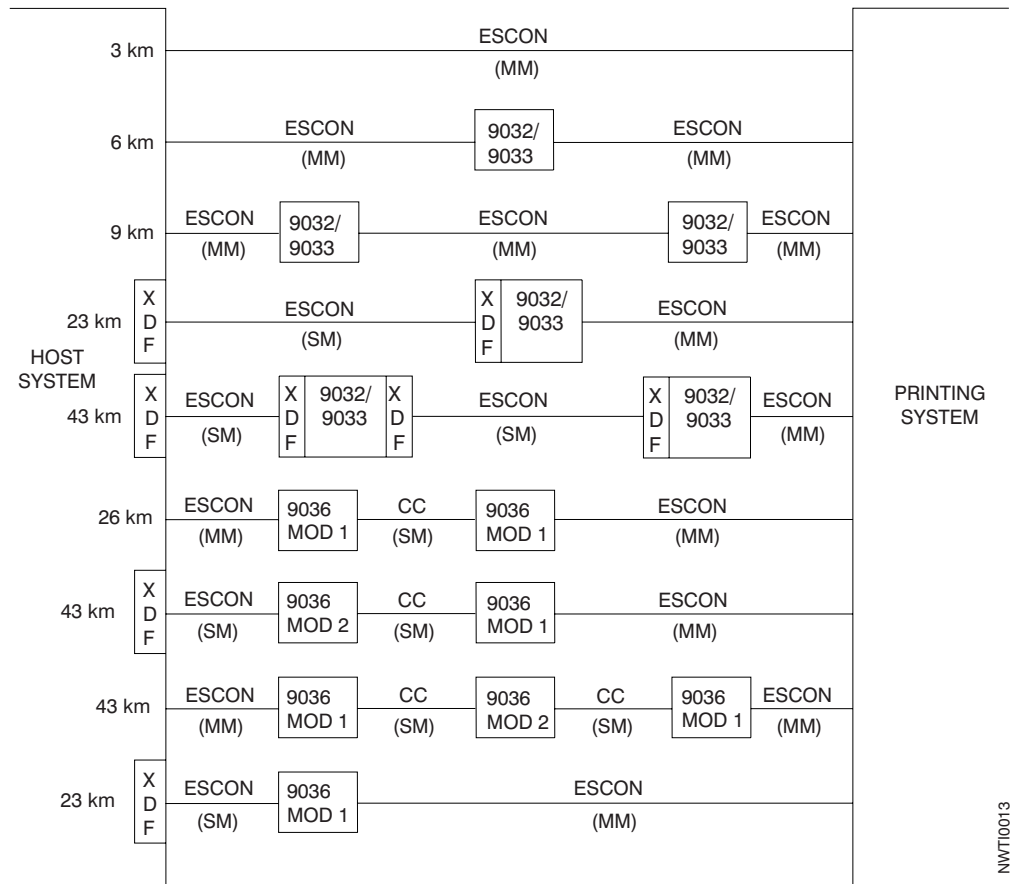 3 km
ESCON
(MM)
6 km
ESCON
(MM)
9032/
9033
ESCON
(MM)
9 km
ESCON
(MM)
9032/
9033
ESCON
(MM)
9032/
9033
ESCON
(MM)
23 km
X
D
F
ESCON
(SM)
X
D
F
9032/
9033
ESCON
(MM)
HOST
SYSTEM
43 km
X
D
F
ESCON
(SM)
X
D
F
9032/
9033
X
D
F
ESCON
(SM)
X
D
F
9032/
9033
ESCON
(MM)
PRINTING
SYSTEM
26 km
ESCON
(MM)
9036
MOD 1
CC
(SM)
9036
MOD 1
ESCON
(MM)
43 km
X
D
F
ESCON
(SM)
9036
MOD 2
CC
(SM)
9036
MOD 1
ESCON
(MM)
43 km
ESCON
(MM)
9036
MOD 1
CC
(SM)
9036
MOD 2
CC
(SM)
9036
MOD 1
ESCON
(MM)
23 km
X
D
F
ESCON
(SM)
9036
MOD 1
ESCON
(MM)
NWTI0013